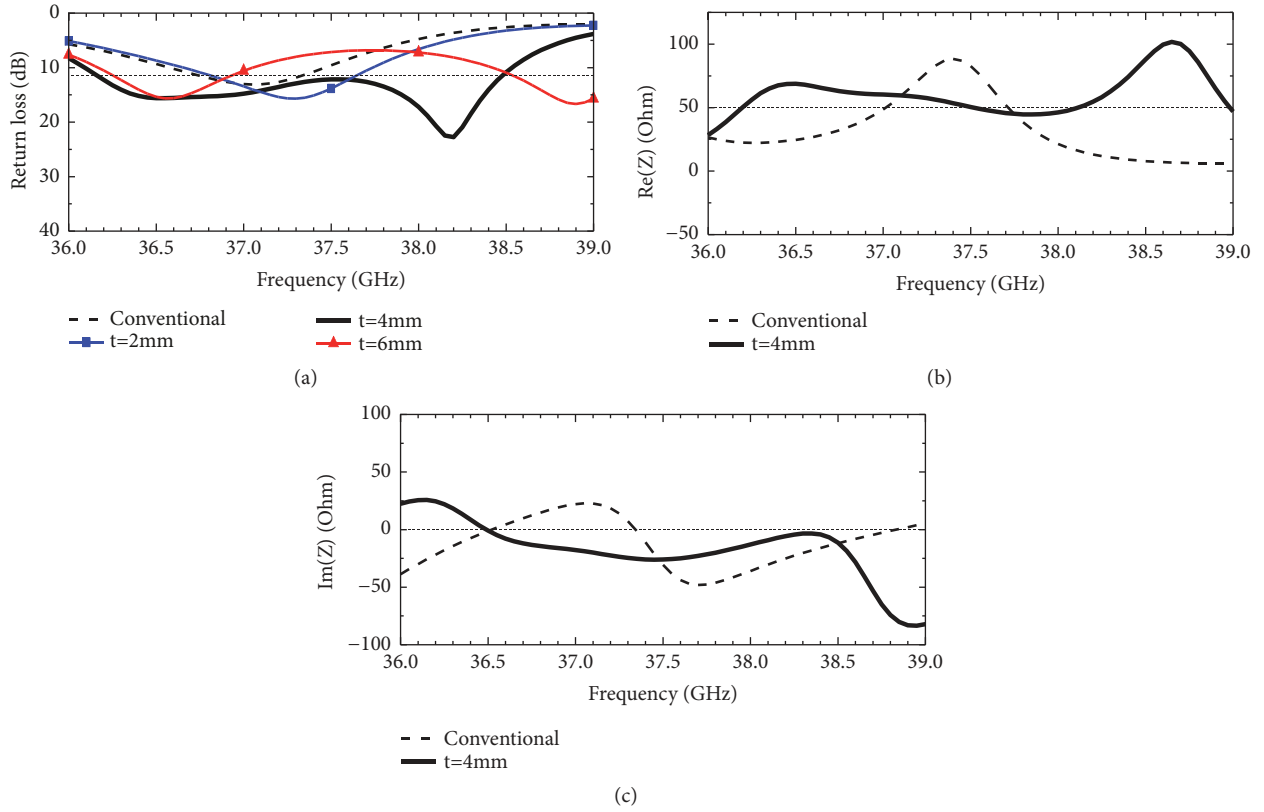 0
10
20
30
40
Return loss (dB)
36.0 36.5 37.0 37.5 38.0 38.5 39.0
Frequency (GHz)
Conventional
t=2mm
t=4mm
t=6mm
(a)
100
50
0
−50
Re(Z) (Ohm)
36.0 36.5 37.0 37.5 38.0 38.5 39.0
Frequency (GHz)
Conventional
t=4mm
(b)
100
50
0
−50
−100
Im(Z) (Ohm)
36.0 36.5 37.0 37.5 38.0 38.5 39.0
Frequency (GHz)
Conventional
t=4mm
(c)